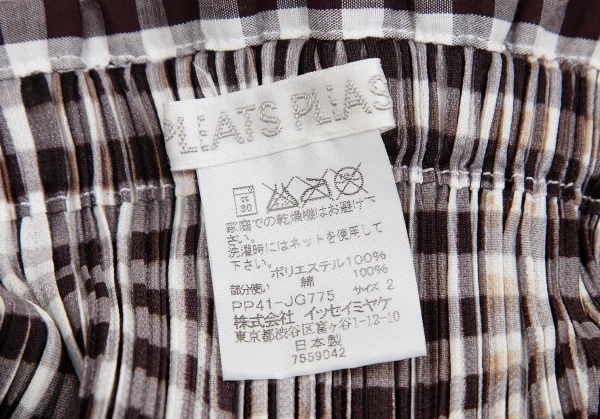 PLEATS PLEAS
家庭での乾燥機はお避け下
さい。
洗濯時にはネットを使用して
下さい。
ポリエステル100%
部分使い 綿 100%
PP41-JG775 サイズ 2
株式会社 イッセイミヤケ
東京都渋谷区富ヶ谷1-12-10
日本製
7559042